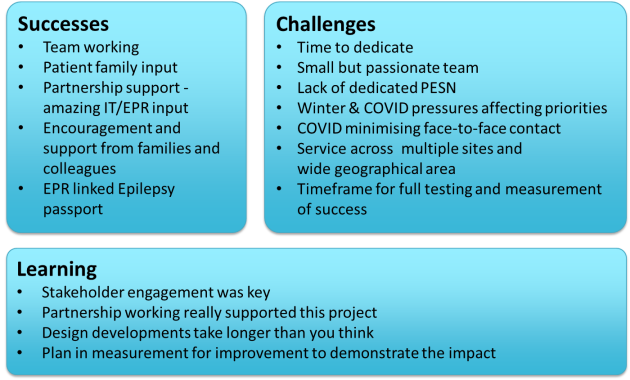 Successes
• Team working
• Patient family input
• Partnership support -
amazing IT/EPR input
• Encouragement and
support from families and
colleagues
• EPR linked Epilepsy
passport
Challenges
• Time to dedicate
• Small but passionate team
• Lack of dedicated PESN
• Winter & COVID pressures affecting priorities
• COVID minimising face-to-face contact
• Service across multiple sites and
wide geographical area
• Timeframe for full testing and measurement
of success
Learning
• Stakeholder engagement was key
• Partnership working really supported this project
• Design developments take longer than you think
• Plan in measurement for improvement to demonstrate the impact